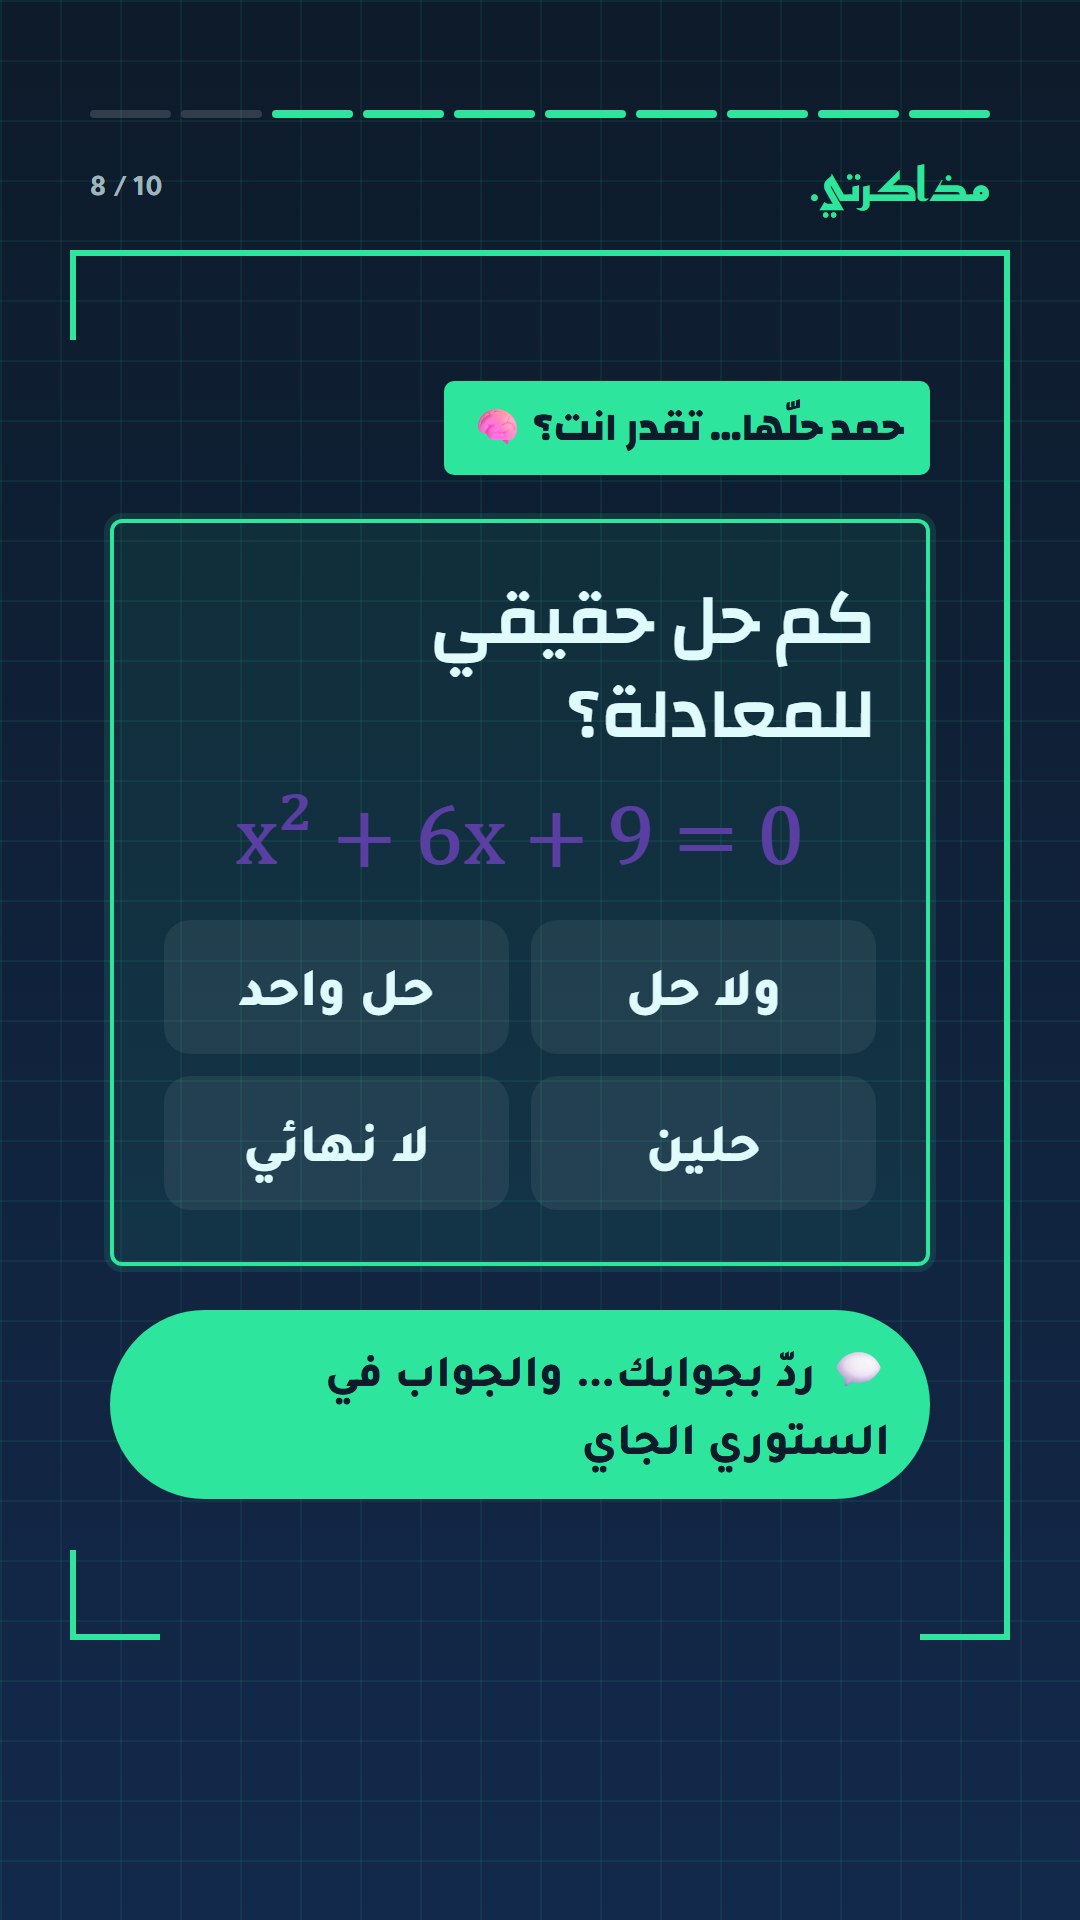 مذاكرتي.
8 / 10
حمد حلّها... تقدر انت؟ 🧠
كم حل حقيقي
للمعادلة؟
x² + 6x + 9 = 0
ولا حل
حل واحد
حلين
لا نهائي
💬 ردّ بجوابك... والجواب في
الستوري الجاي